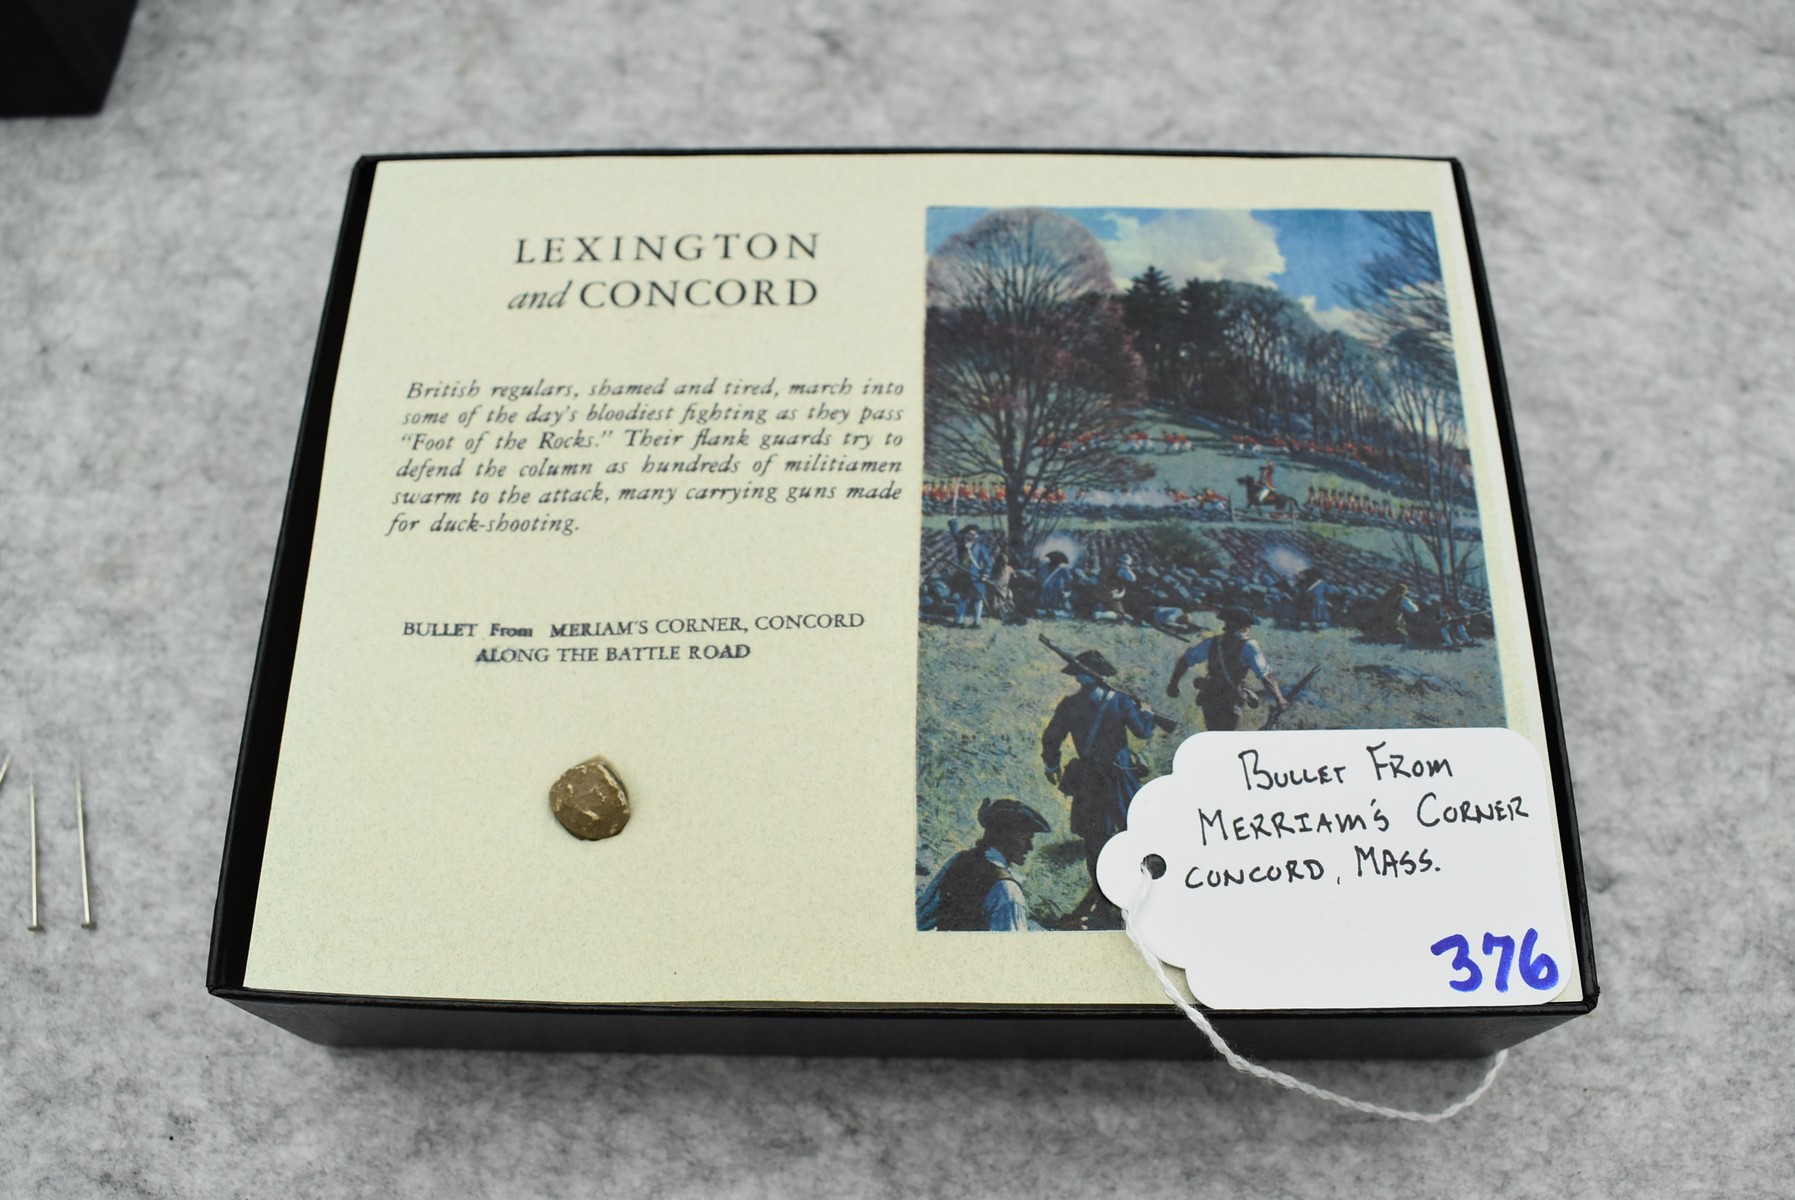 LEXINGTON
and CONCORD
British regulars, shamed and tired, march into
some of the day's bloodiest fighting as they pass
"Foot of the Rocks." Their flank guards try to
defend the column as hundreds of militiamen
swarm to the attack, many carrying guns made
for duck-shooting.
BULLET From MERIAM'S CORNER, CONCORD
ALONG THE BATTLE ROAD
BULLET FROM
MERRIAM'S CORNER
CONCORD, MASS.
376